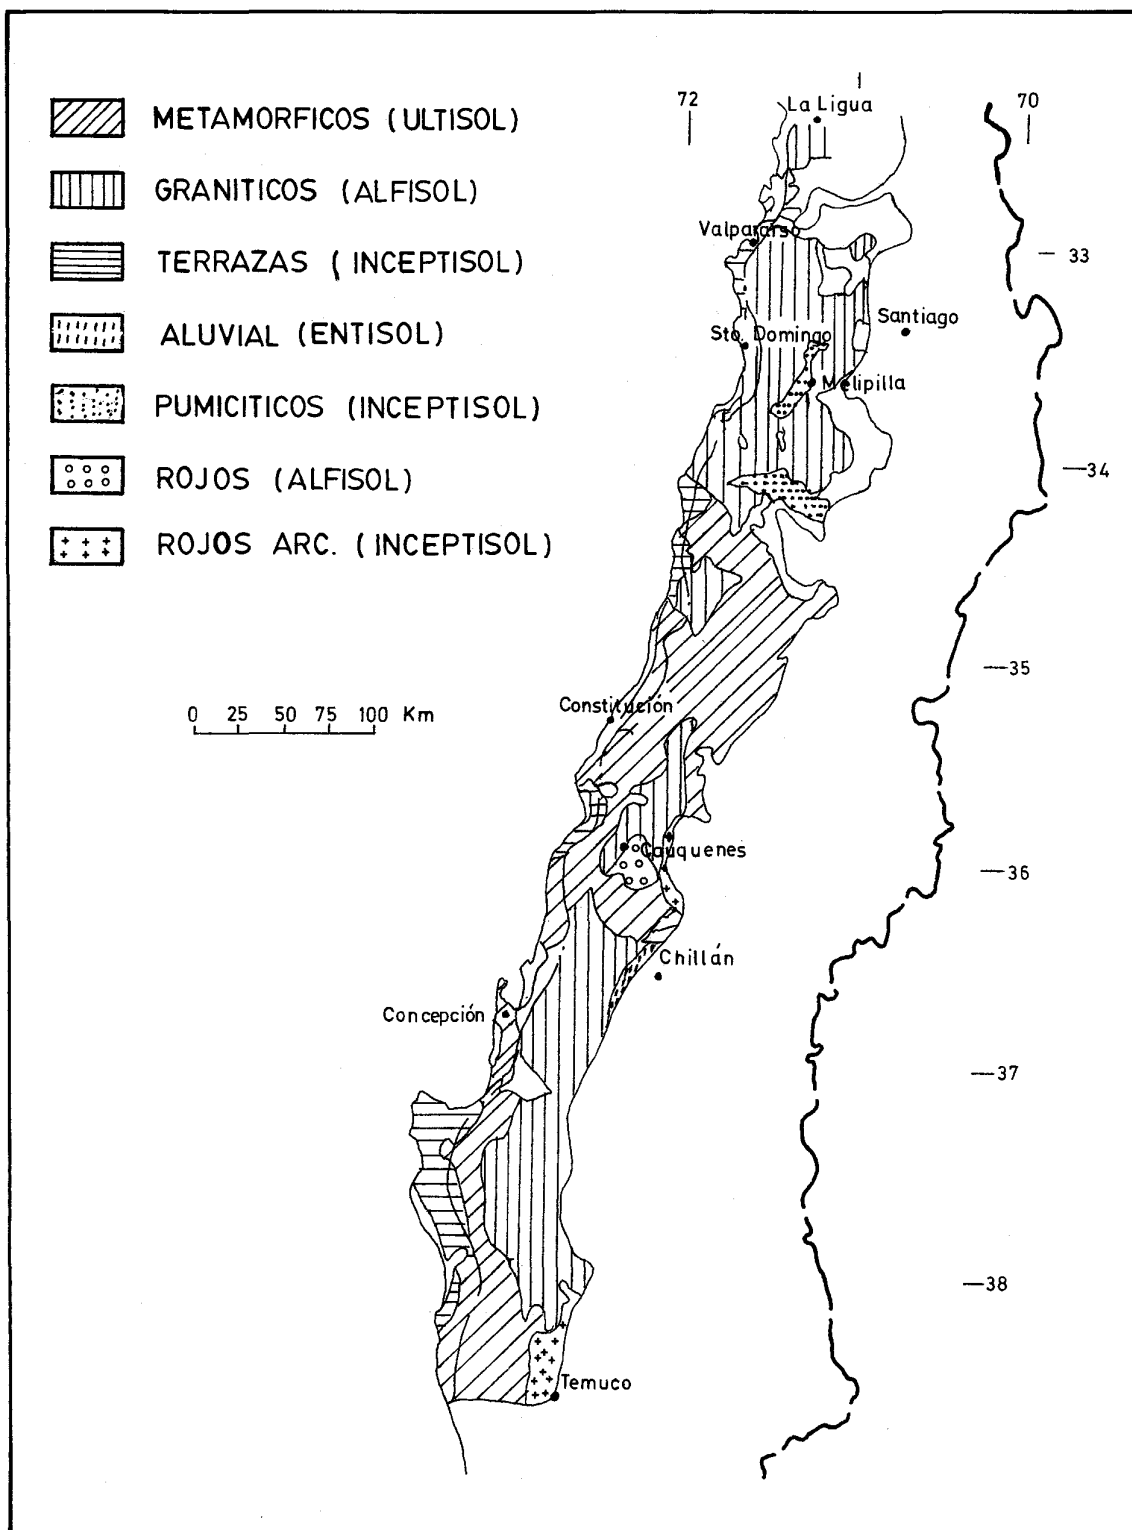 METAMORFICOS (ULTISOL)
GRANITICOS (ALFISOL)
TERRAZAS (INCEPTISOL)
ALUVIAL (ENTISOL)
PUMICITICOS (INCEPTISOL)
ROJOS (ALFISOL)
ROJOS ARC. (INCEPTISOL)
0 25 50 75 100 Km
72
70
La Ligua
Valparaíso
33
Santiago
Sto. Domingo
Melipilla
34
35
Constitución
Cauquenes
36
Chillán
Concepción
37
38
Temuco